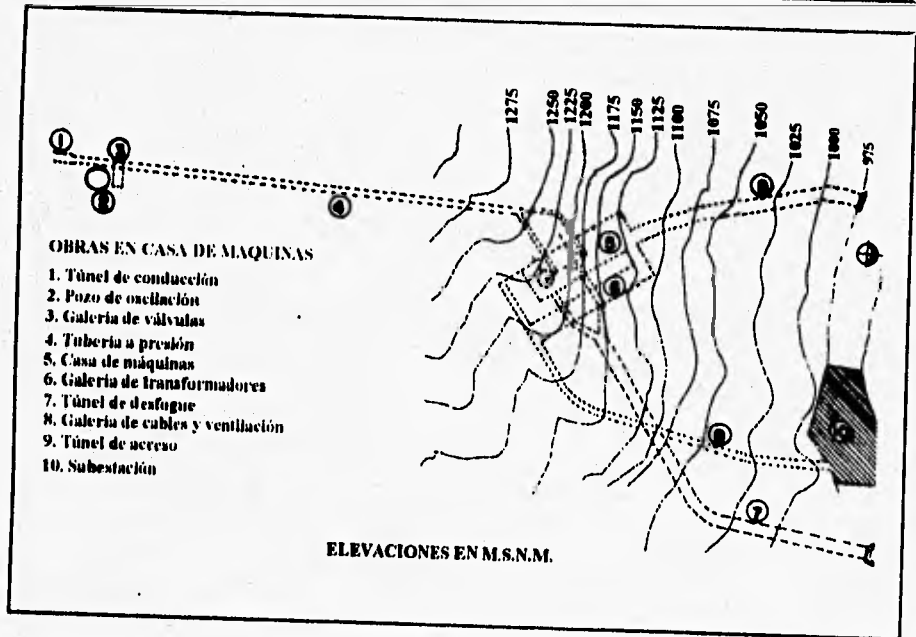 1275
1250
1225
1200
1175
1150
1125
1100
1075
1050
1025
1000
975
1
4
7
OBRAS EN CASA DE MAQUINAS
1. Túnel de conducción
2. Pozo de oscilación
3. Galería de válvulas
4. Tubería a presión
5. Casa de máquinas
6. Galería de transformadores
7. Túnel de desfogue
8. Galería de cables y ventilación
9. Túnel de acceso
10. Subestación
ELEVACIONES EN M.S.N.M.